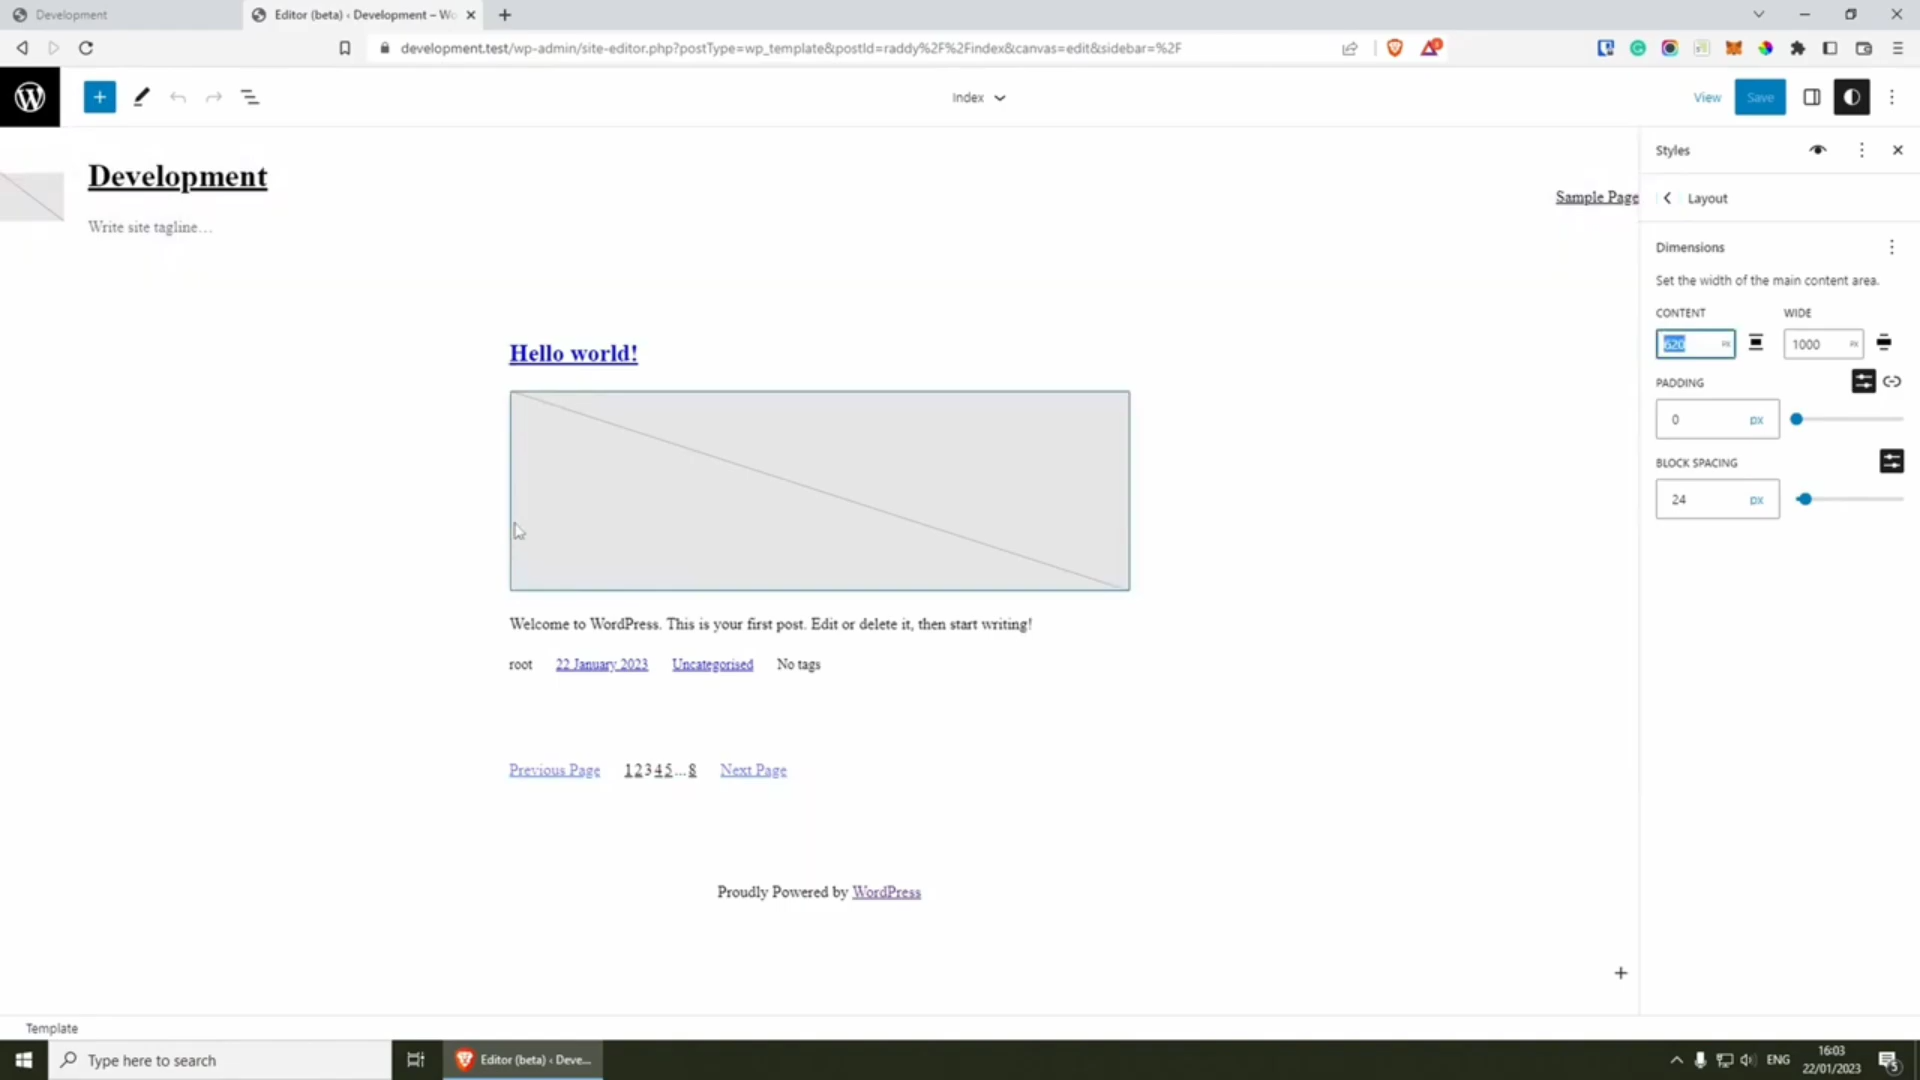 Development
Editor (beta) ‹ Development – Wo
development.test/wp-admin/site-editor.php?postType=wp_template&postId=raddy%2F%2Findex&canvas=edit&sidebar=%2F
Index
View
Save
Development
Write site tagline...
Sample Page
Styles
Layout
Dimensions
Set the width of the main content area.
CONTENT
WIDE
620 PX
1000 PX
PADDING
0 px
BLOCK SPACING
24 px
Hello world!
Welcome to WordPress. This is your first post. Edit or delete it, then start writing!
root 22 January 2023 Uncategorised No tags
Previous Page 1 2 3 4 5 ... 8 Next Page
Proudly Powered by WordPress
Template
Type here to search
Editor (beta) ‹ Deve...
ENG
16:03
22/01/2023
5